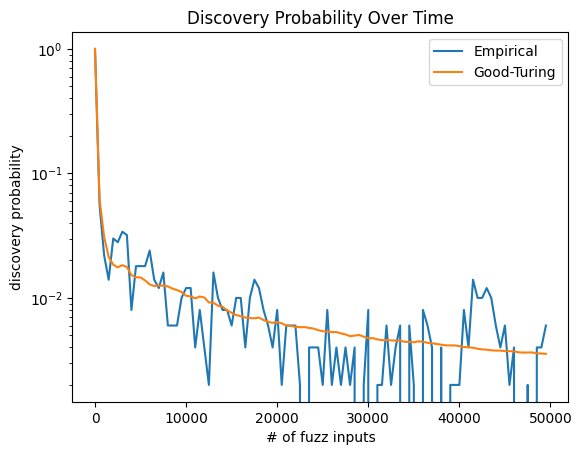 Discovery Probability Over Time
Empirical
Good-Turing
discovery probability
10⁰
10⁻¹
10⁻²
0 10000 20000 30000 40000 50000
# of fuzz inputs